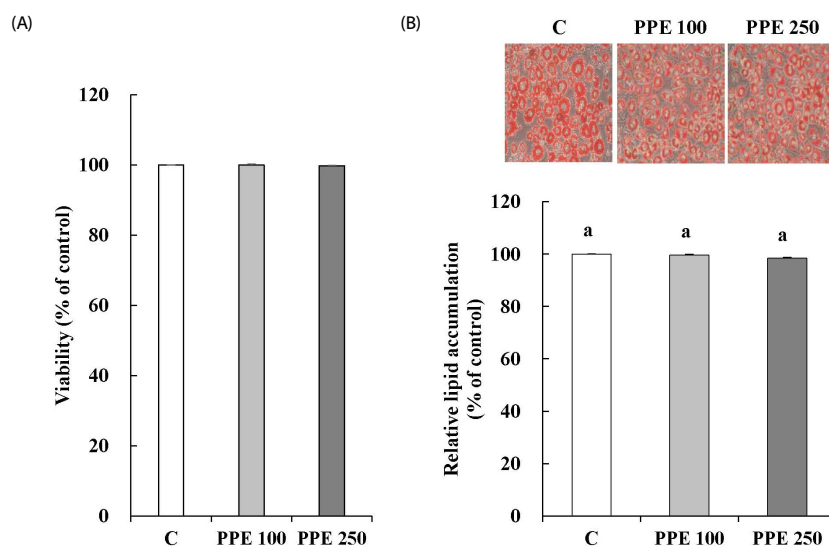 (A)
120
100
80
60
40
20
0
Viability (% of control)
C PPE 100 PPE 250
(B)
C PPE 100 PPE 250
120
100
80
60
40
20
0
Relative lipid accumulation
(% of control)
a a a
C PPE 100 PPE 250